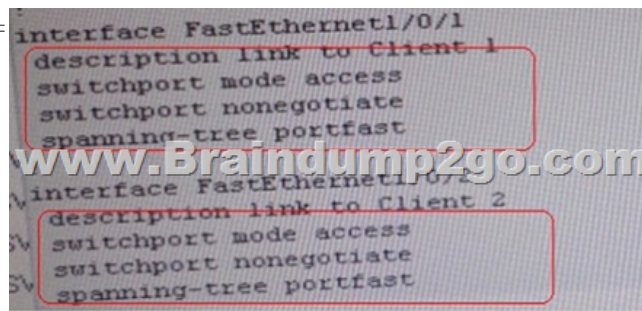 interface FastEthernet1/0/1
description link to Client 1
switchport mode access
switchport nonegotiate
spanning-tree portfast
www.Braindump2go.com
interface FastEthernet1/0/2
description link to Client 2
switchport mode access
switchport nonegotiate
spanning-tree portfast